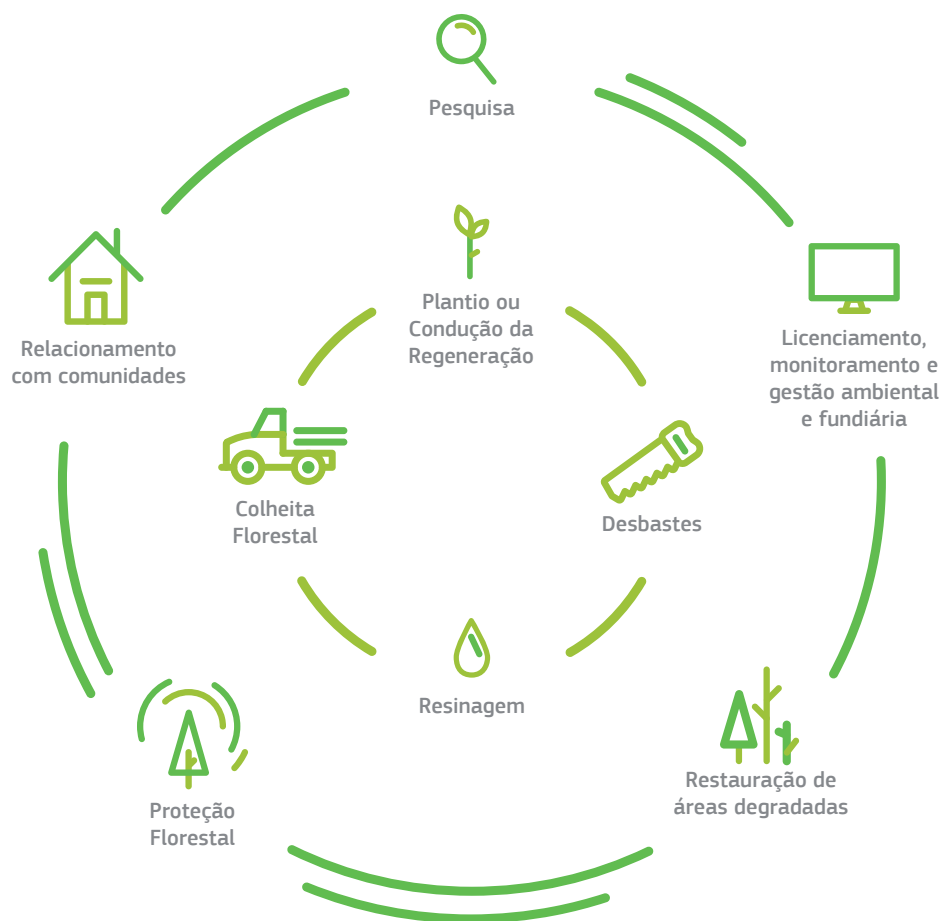 Pesquisa
Plantio ou
Condução da
Regeneração
Relacionamento
com comunidades
Licenciamento,
monitoramento e
gestão ambiental
e fundiária
Colheita
Florestal
Desbastes
Resinagem
Restauração de
áreas degradadas
Proteção
Florestal